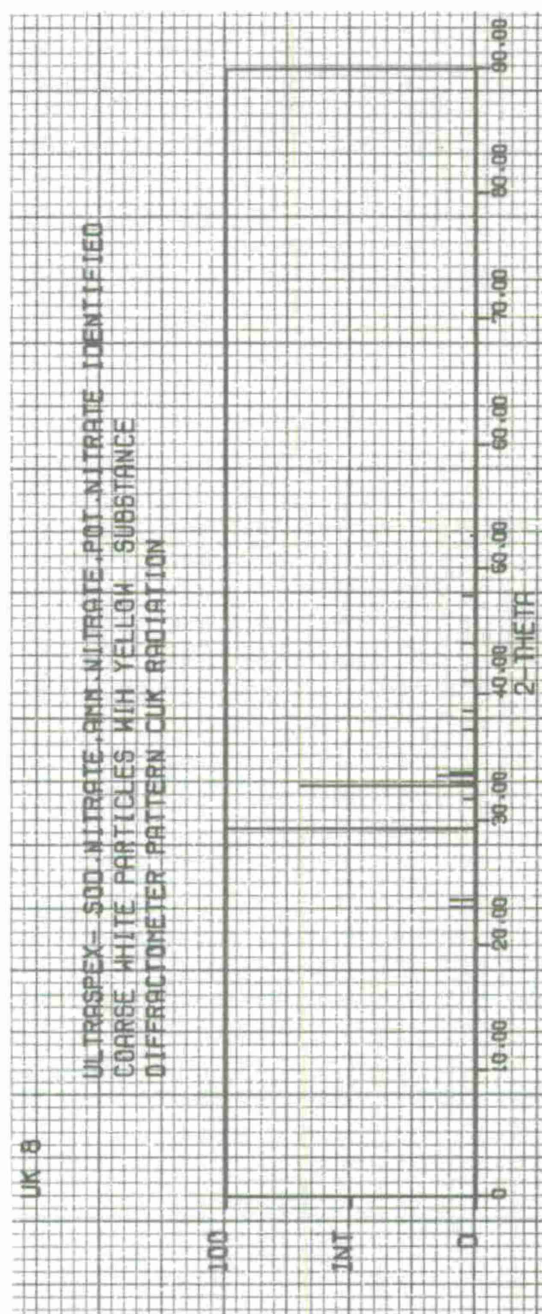 UK 8
ULTRASPEX- SOD.NITRATE,AMM.NITRATE,POT.NITRATE IDENTIFIED
COARSE WHITE PARTICLES WIH YELLOW SUBSTANCE
DIFFRACTOMETER PATTERN CUK RADIATION
100
INT
0
0 10.00 20.00 30.00 40.00 50.00 60.00 70.00 80.00 90.00
2-THETA